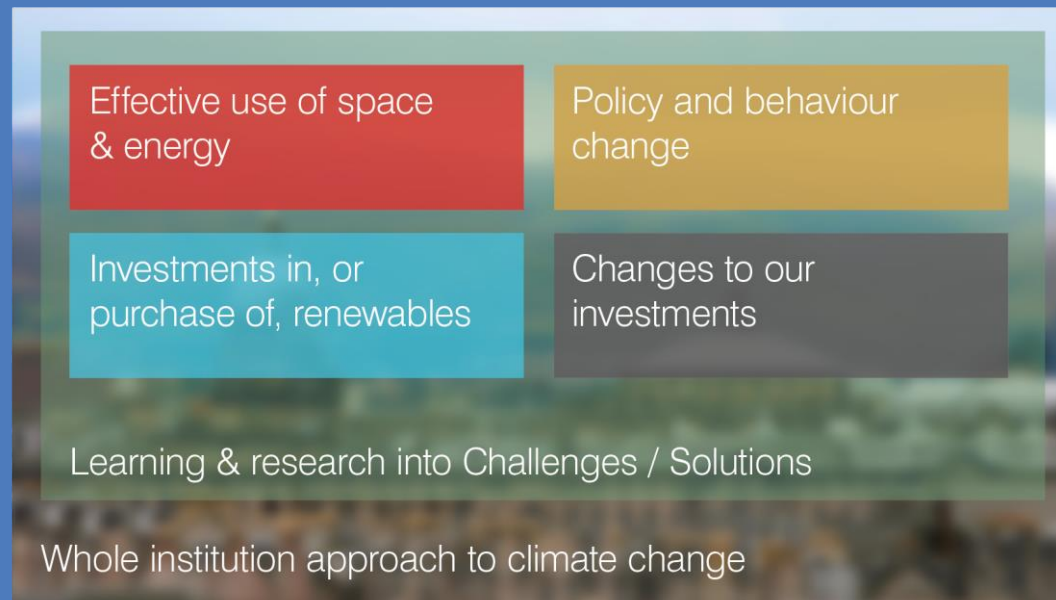 Effective use of space
& energy
Policy and behaviour
change
Investments in, or
purchase of, renewables
Changes to our
investments
Learning & research into Challenges / Solutions
Whole institution approach to climate change